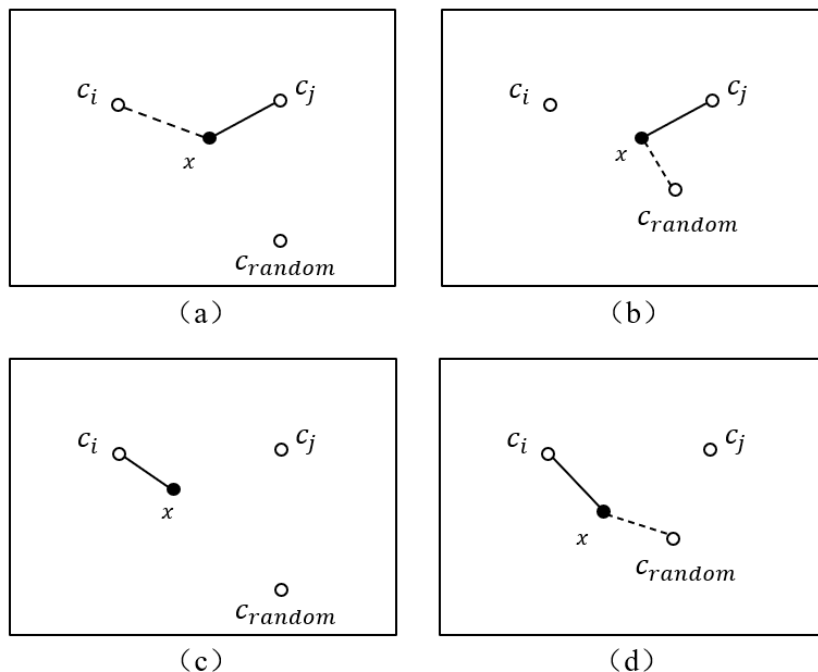 c_i c_j
x
c_random
（a）
c_i c_j
x
c_random
（b）
c_i c_j
x
c_random
（c）
c_i c_j
x
c_random
（d）